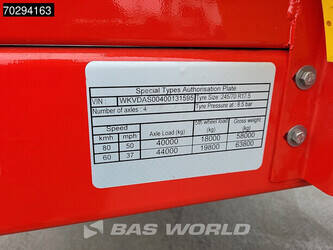 70294163
Special Types Authorisation Plate
VIN : WKVDAS00400131595 Tyre Size :245/70 R17.5
Number of axles : 4 Tyre Pressure at : 8.5 bar
Speed Axle Load (kg) 5th wheel load (kg) Gross weight (kg)
kmh mph
80 50 40000 18000 58000
60 37 44000 19800 63800
BAS WORLD